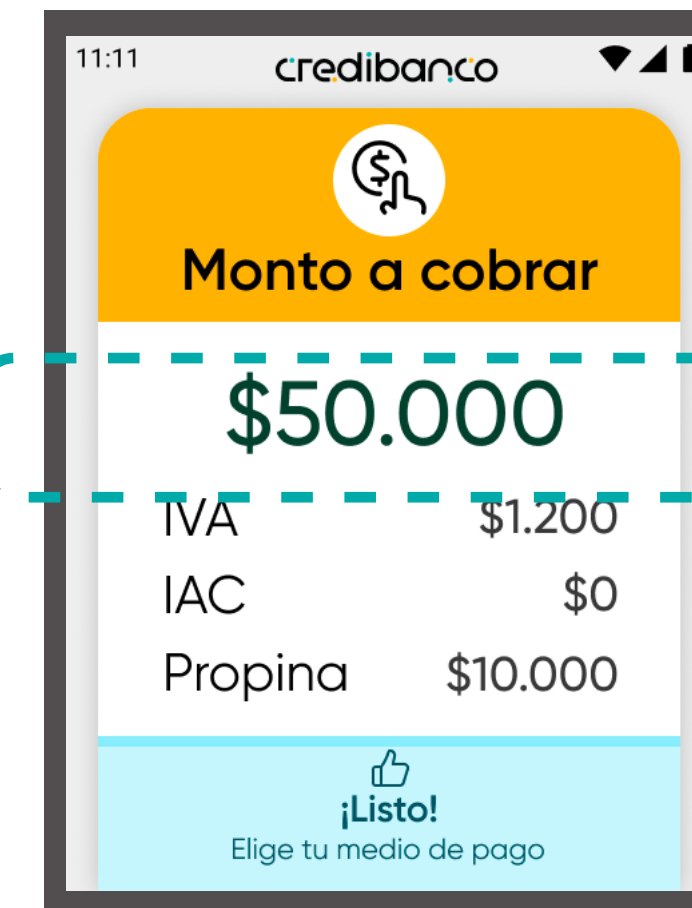 11:11
credibanco
Monto a cobrar
$50.000
IVA $1.200
IAC $0
Propina $10.000
¡Listo!
Elige tu medio de pago